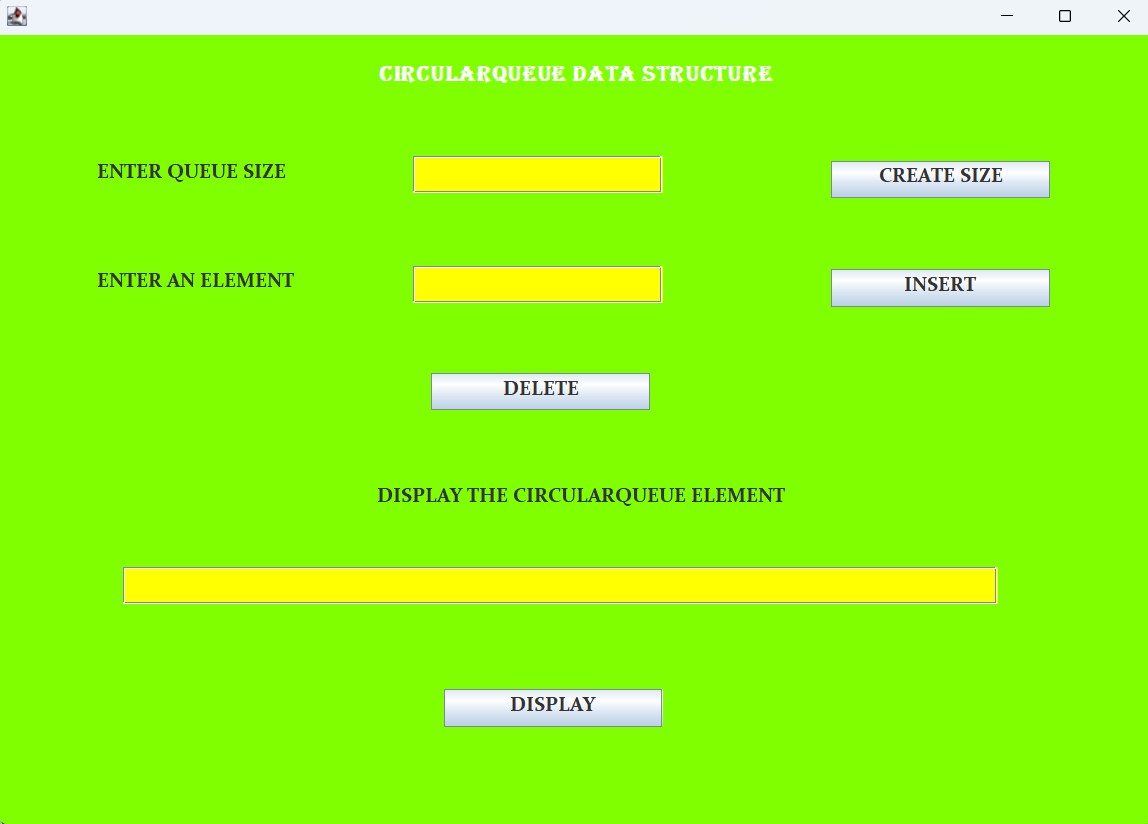 CIRCULARQUEUE DATA STRUCTURE
ENTER QUEUE SIZE
CREATE SIZE
ENTER AN ELEMENT
INSERT
DELETE
DISPLAY THE CIRCULARQUEUE ELEMENT
DISPLAY